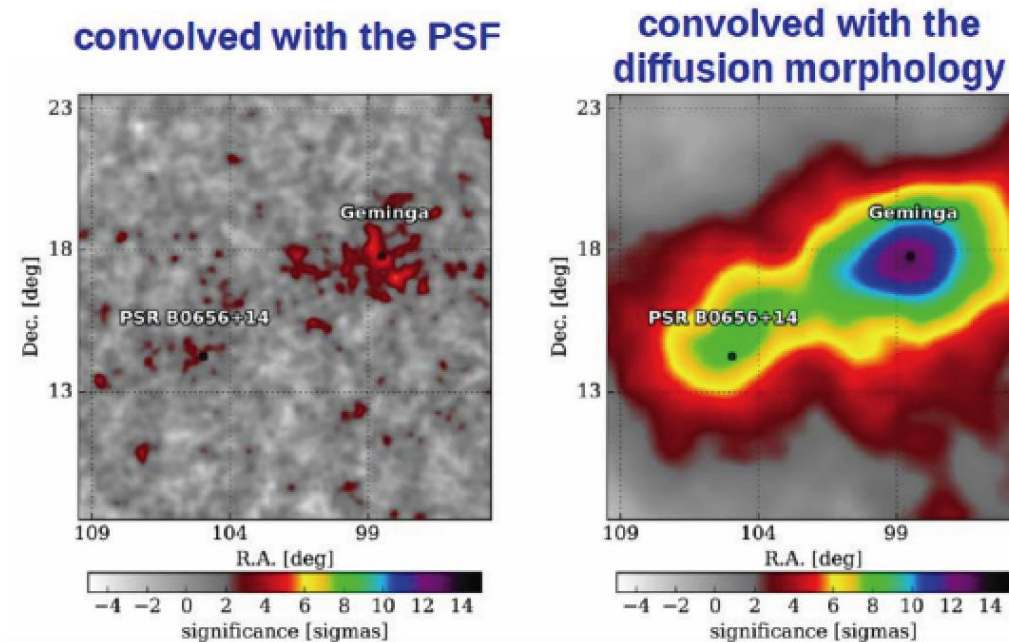 convolved with the PSF
23
Geminga
18
PSR B0656+14
13
Dec. [deg]
109 104 99
R.A. [deg]
−4 −2 0 2 4 6 8 10 12 14
significance [sigmas]
convolved with the
diffusion morphology
23
Geminga
18
PSR B0656+14
13
Dec. [deg]
109 104 99
R.A. [deg]
−4 −2 0 2 4 6 8 10 12 14
significance [sigmas]